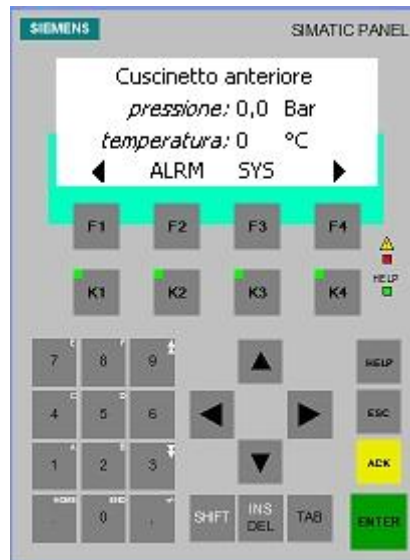 SIEMENS SIMATIC PANEL
Cuscinetto anteriore
pressione: 0,0 Bar
temperatura: 0 °C
ALRM SYS
F1 F2 F3 F4
K1 K2 K3 K4
HELP
7 8 9 HELP
4 5 6 ESC
1 2 3 ACK
. 0 , SHIFT INS DEL TAB ENTER